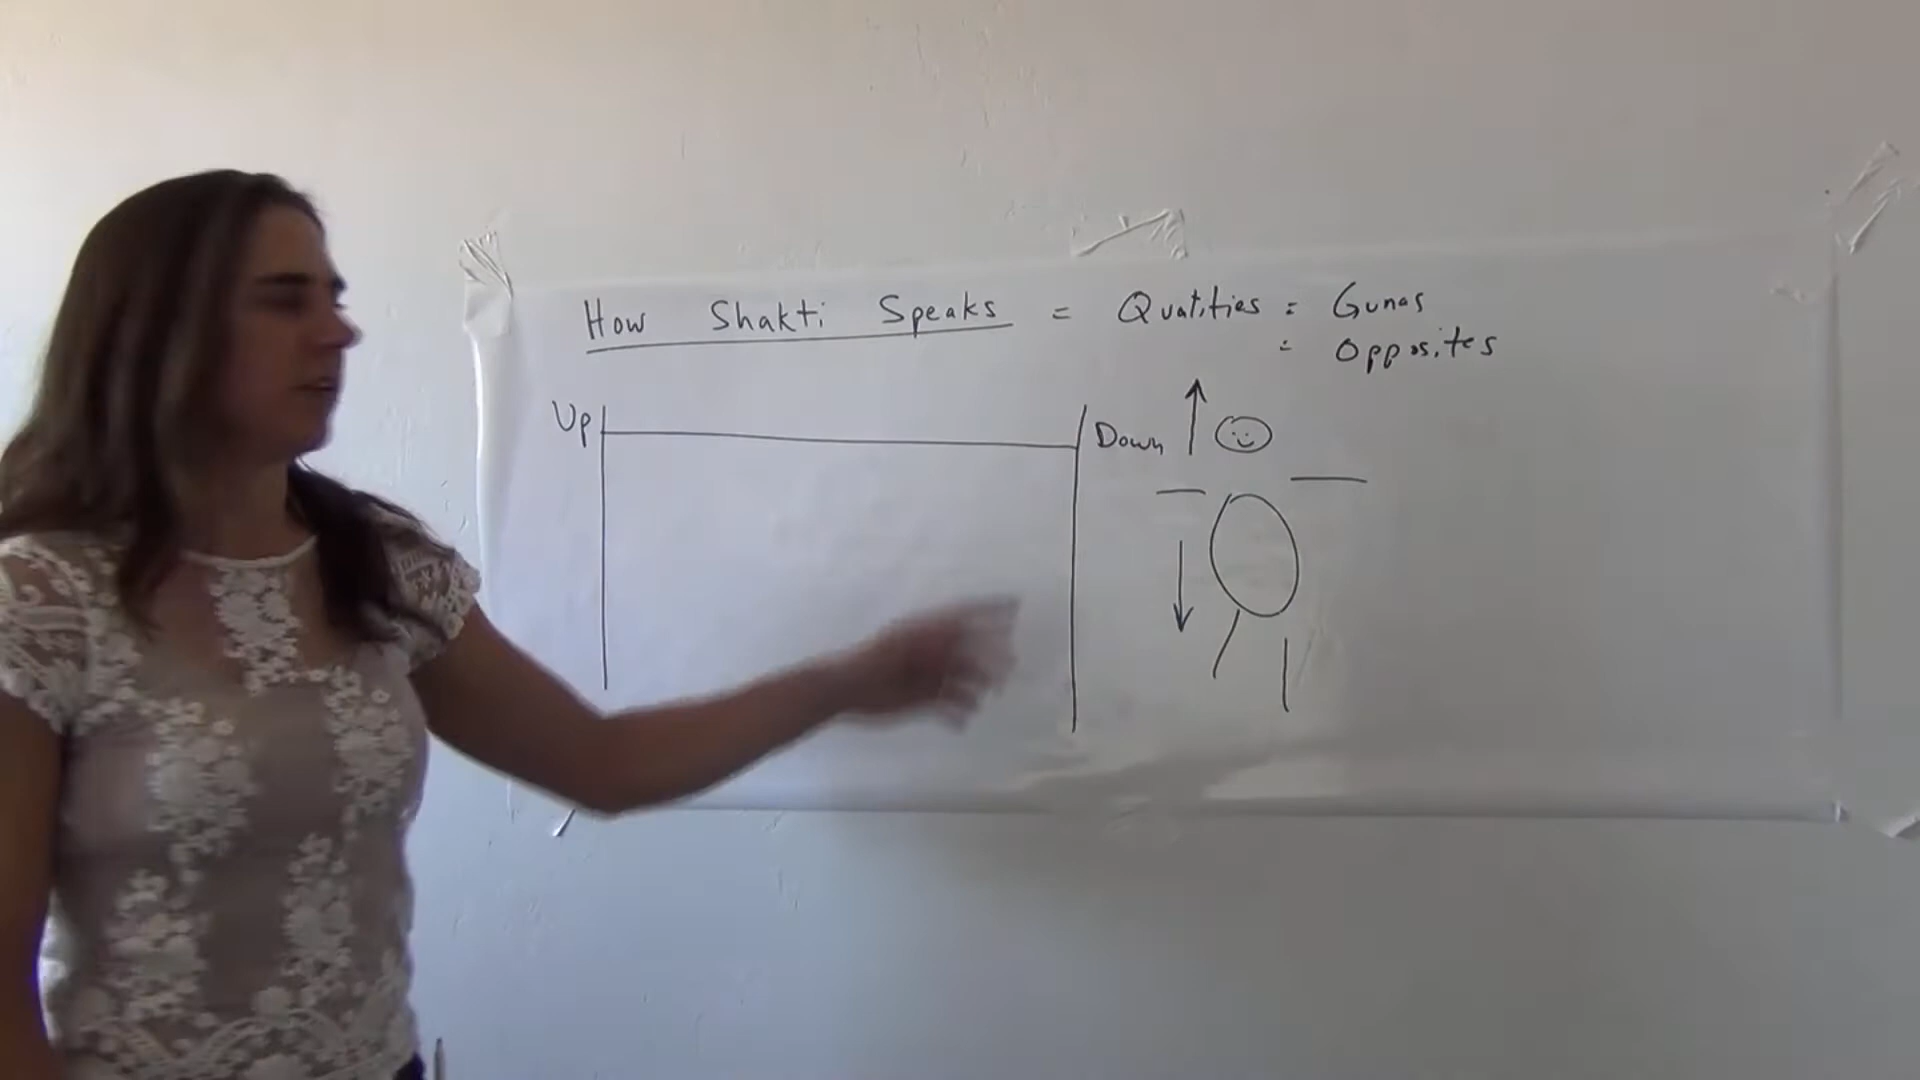 How Shakti Speaks = Qualities = Gunas
= Opposites
Up
Down